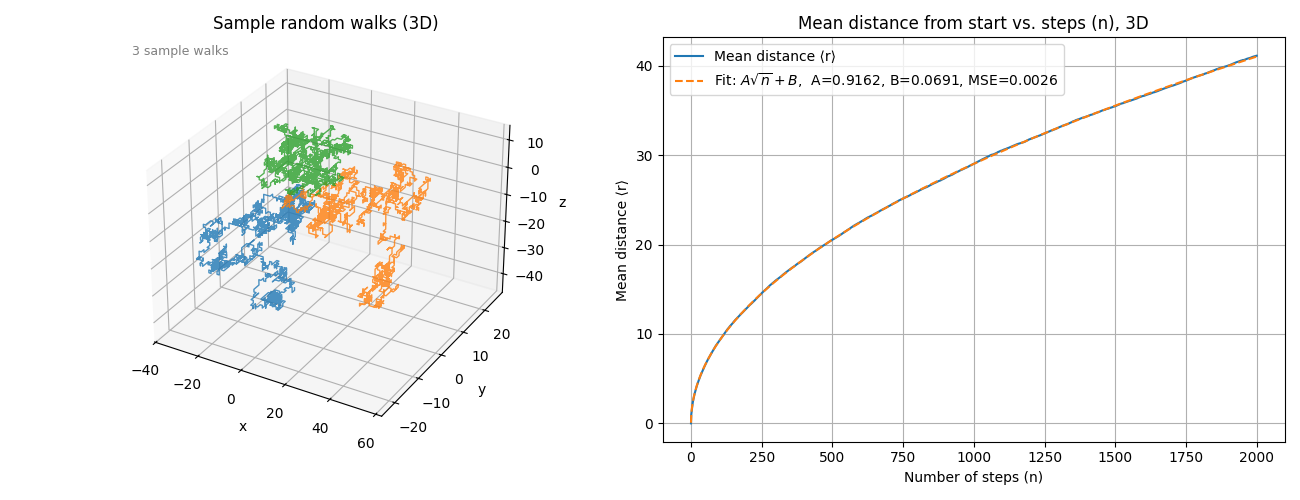 Sample random walks (3D)
3 sample walks
10
0
−10
−20
−30
−40
z
20
10
0
−10
−20
y
−40
−20
0
20
40
60
x
Mean distance from start vs. steps (n), 3D
Mean distance ⟨r⟩
Fit: A√n + B, A=0.9162, B=0.0691, MSE=0.0026
40
30
20
10
0
Mean distance ⟨r⟩
0 250 500 750 1000 1250 1500 1750 2000
Number of steps (n)